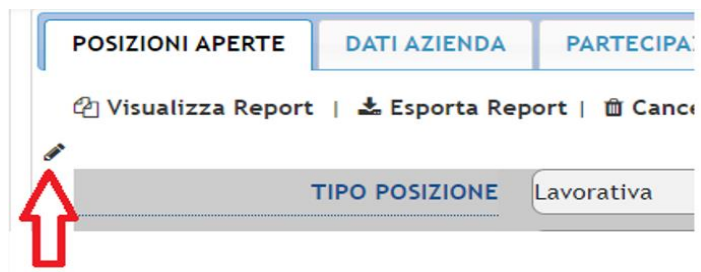 POSIZIONI APERTE DATI AZIENDA
Visualizza Report | Esporta Report |
TIPO POSIZIONE Lavorativa